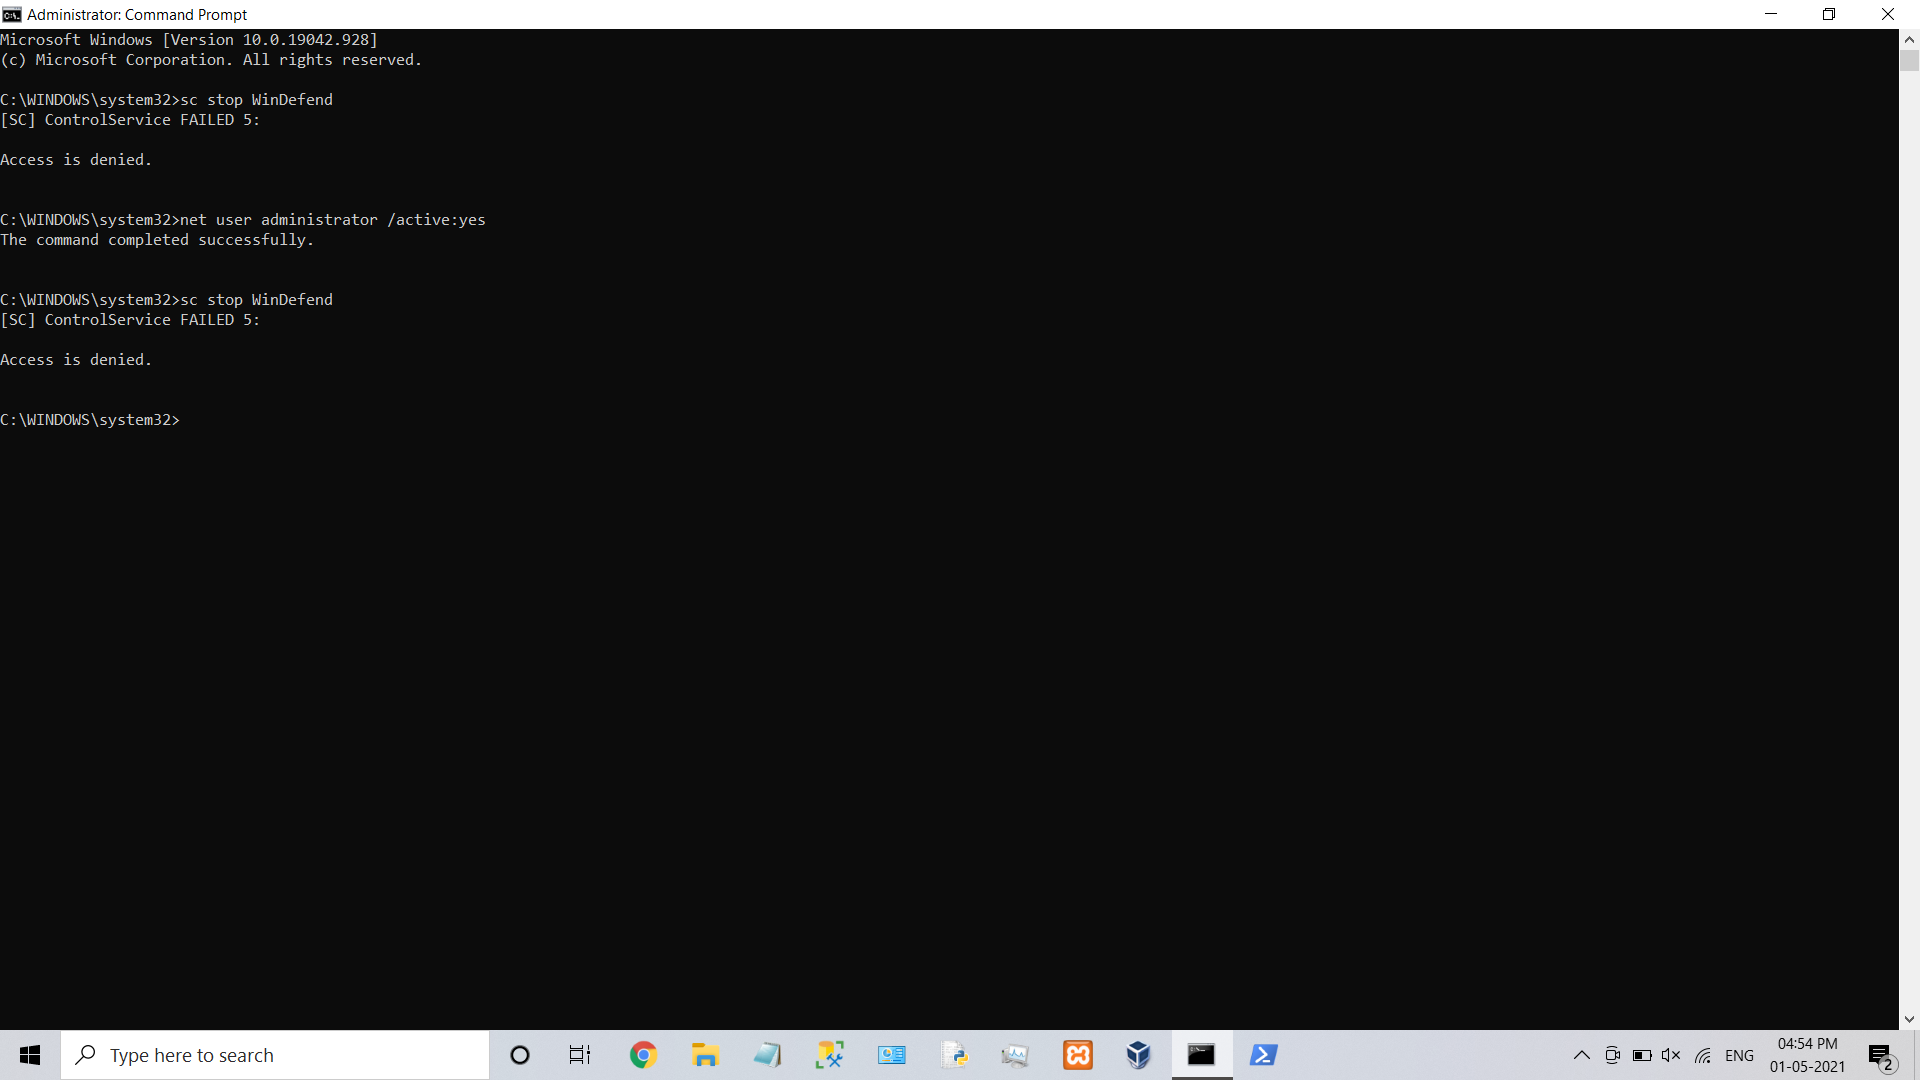 Administrator: Command Prompt
Microsoft Windows [Version 10.0.19042.928]
(c) Microsoft Corporation. All rights reserved.
C:\WINDOWS\system32>sc stop WinDefend
[SC] ControlService FAILED 5:
Access is denied.
C:\WINDOWS\system32>net user administrator /active:yes
The command completed successfully.
C:\WINDOWS\system32>sc stop WinDefend
[SC] ControlService FAILED 5:
Access is denied.
C:\WINDOWS\system32>
Type here to search
ENG
04:54 PM
01-05-2021
2